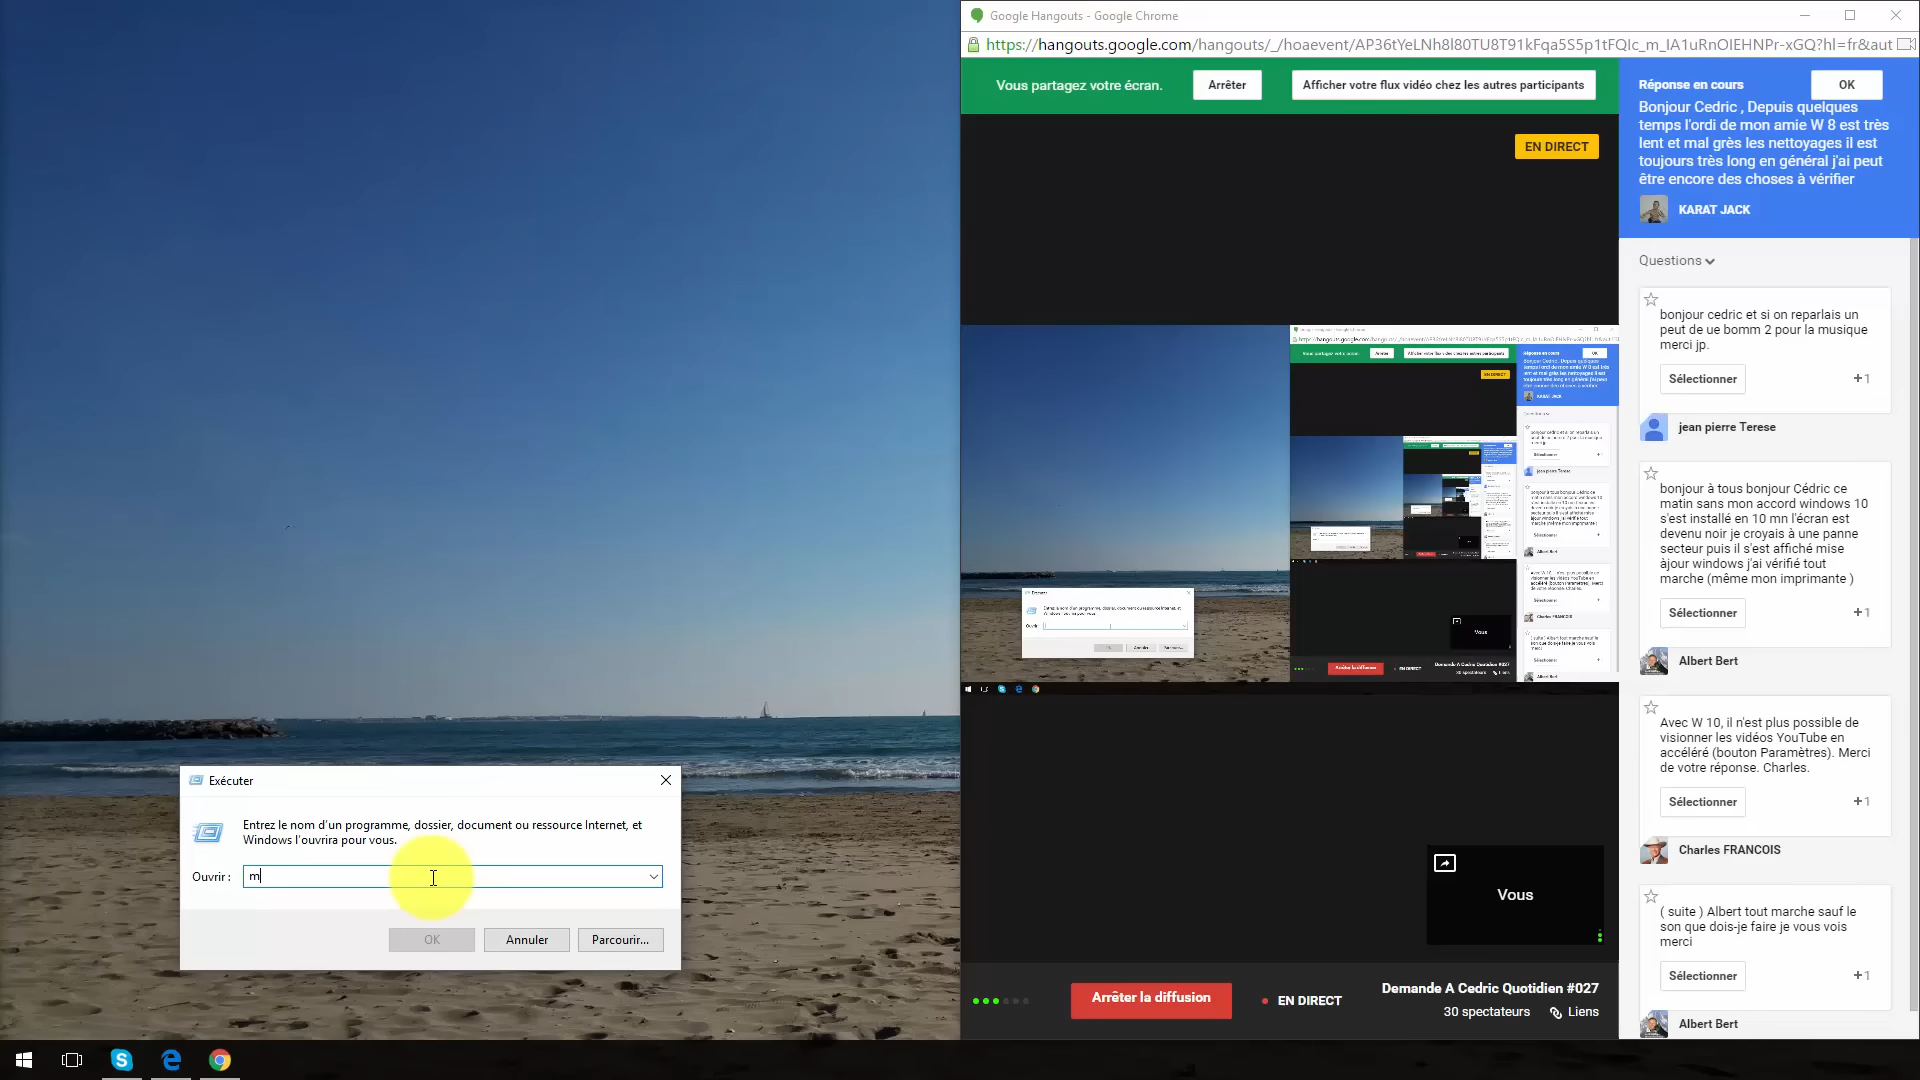 Google Hangouts - Google Chrome
https://hangouts.google.com/hangouts/_/hoaevent/AP36tYeLNh8l80TU8T91kFqa5S5p1tFQIc_m_IA1uRnOIEHNPr-xGQ?hl=fr&aut
Vous partagez votre écran.
Arrêter
Afficher votre flux vidéo chez les autres participants
EN DIRECT
Réponse en cours
OK
Bonjour Cedric , Depuis quelques
temps l'ordi de mon amie W 8 est très
lent et mal grès les nettoyages il est
toujours très long en général j'ai peut
être encore des choses à vérifier
KARAT JACK
Questions
bonjour cedric et si on reparlais un
peut de ue bomm 2 pour la musique
merci jp.
Sélectionner
+1
jean pierre Terese
bonjour à tous bonjour Cédric ce
matin sans mon accord windows 10
s'est installé en 10 mn l'écran est
devenu noir je croyais à une panne
secteur puis il s'est affiché mise
àjour windows j'ai vérifié tout
marche (même mon imprimante )
Sélectionner
+1
Albert Bert
Avec W 10, il n'est plus possible de
visionner les vidéos YouTube en
accéléré (bouton Paramètres). Merci
de votre réponse. Charles.
Sélectionner
+1
Charles FRANCOIS
( suite ) Albert tout marche sauf le
son que dois-je faire je vous vois
merci
Sélectionner
+1
Albert Bert
Vous
Arrêter la diffusion
EN DIRECT
Demande A Cedric Quotidien #027
30 spectateurs
Liens
Exécuter
Entrez le nom d'un programme, dossier, document ou ressource Internet, et
Windows l'ouvrira pour vous.
Ouvrir :
m
OK
Annuler
Parcourir...